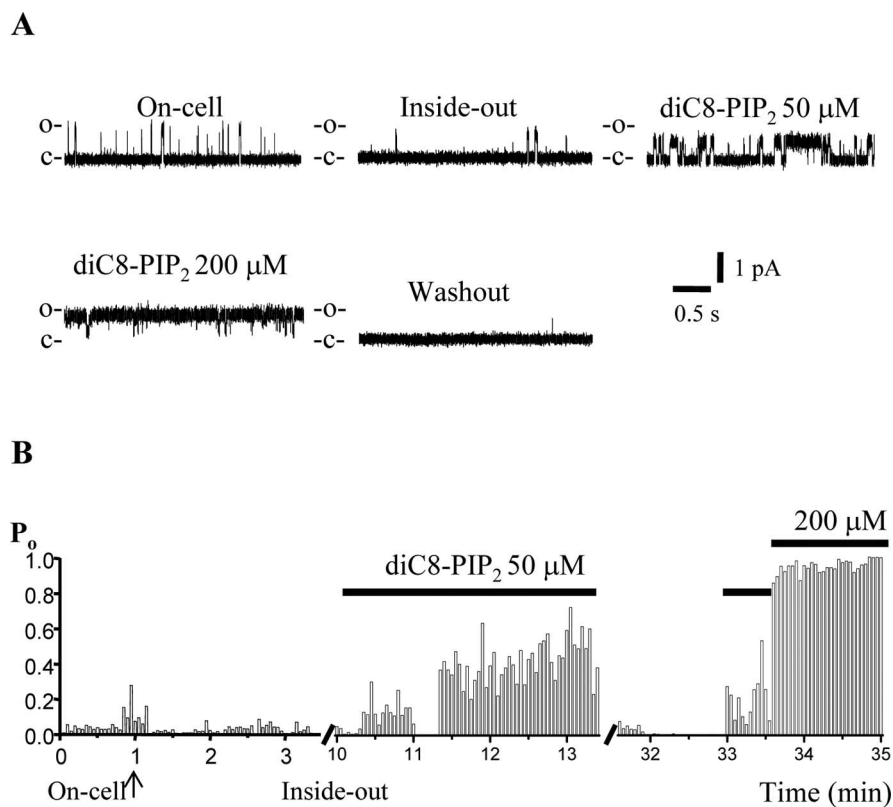 A
On-cell
Inside-out
diC8-PIP₂ 50 μM
o-
-o-
-o-
c-
-c-
-c-
diC8-PIP₂ 200 μM
Washout
o-
-o-
c-
-c-
1 pA
0.5 s
B
Pₒ
200 μM
diC8-PIP₂ 50 μM
1.0
0.8
0.6
0.4
0.2
0.0
0 1 2 3 10 11 12 13 32 33 34 35
On-cell Inside-out Time (min)